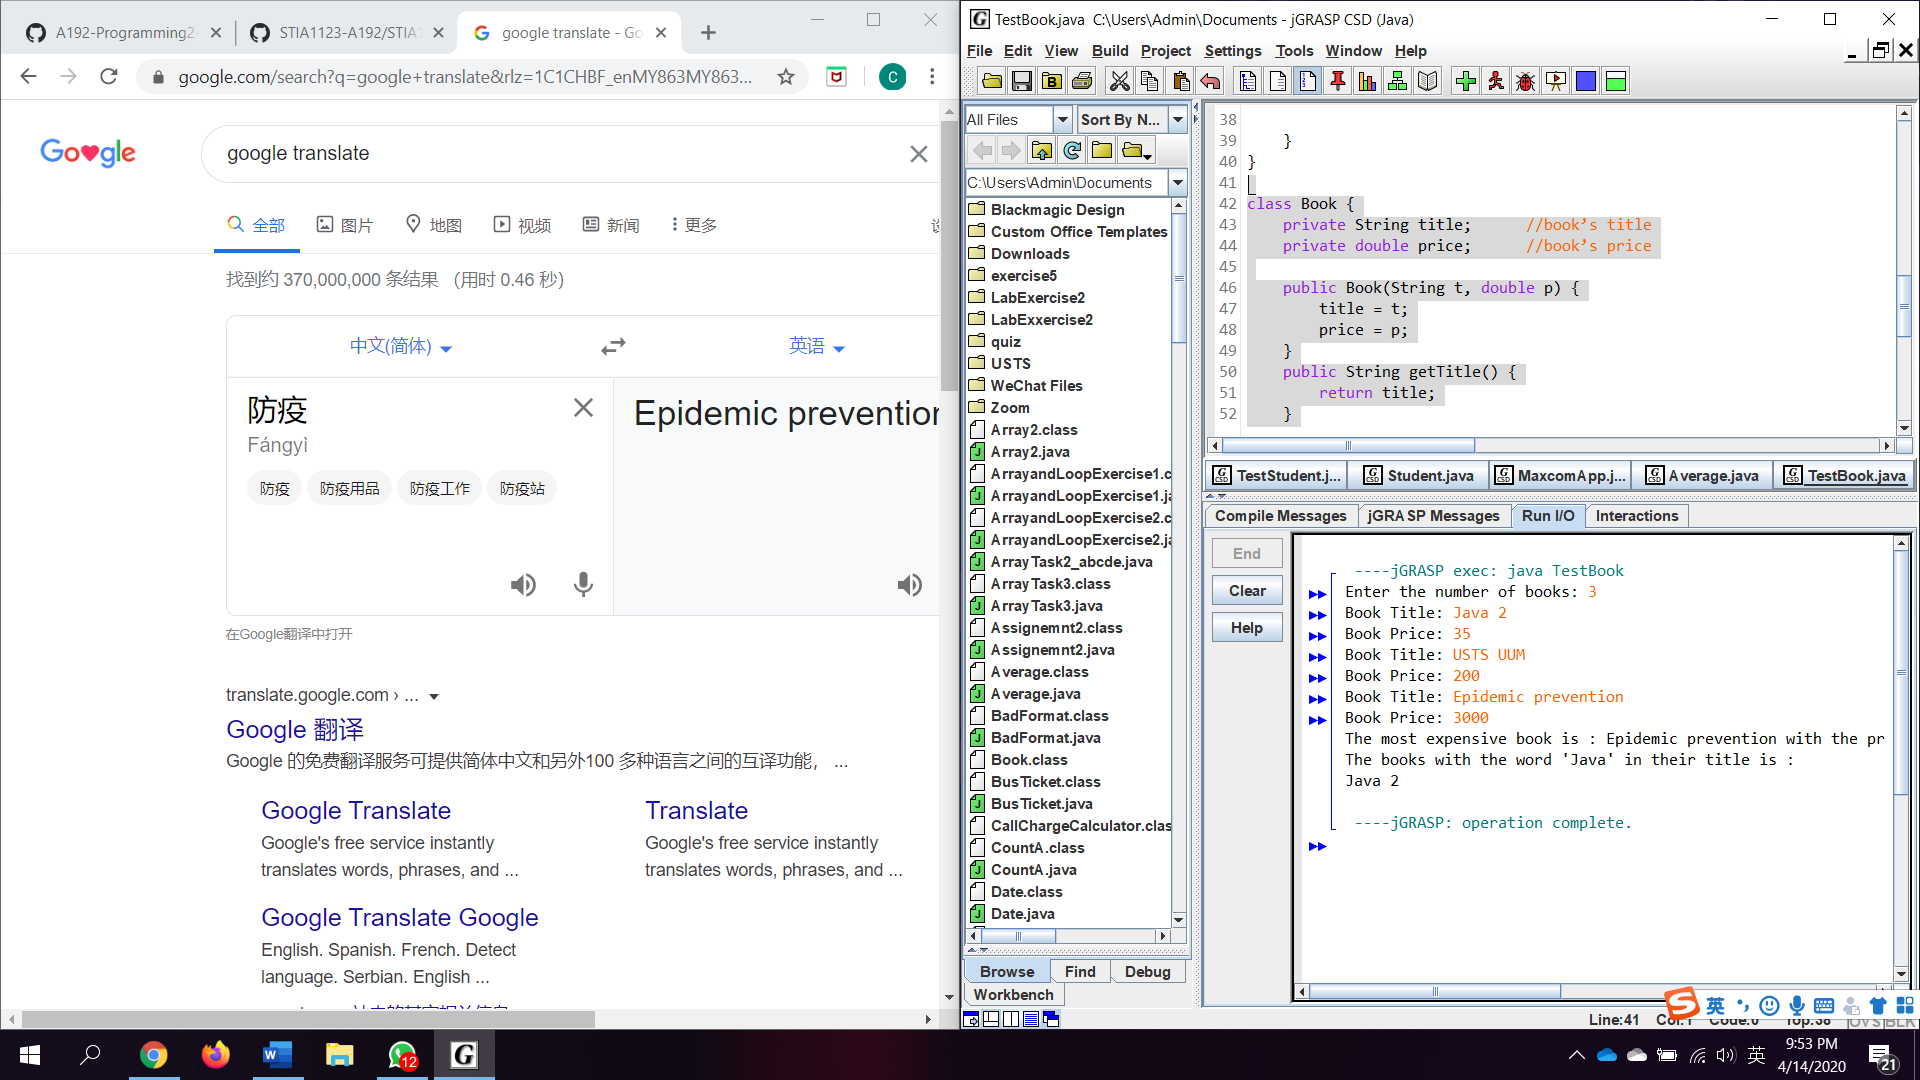 A192-Programming2-
STIA1123-A192/STIA1
google translate - Go
google.com/search?q=google+translate&rlz=1C1CHBF_enMY863MY863...
C
Google
google translate
全部
图片
地图
视频
新闻
更多
找到约 370,000,000 条结果 (用时 0.46 秒)
中文(简体)
英语
防疫
Fángyì
防疫
防疫用品
防疫工作
防疫站
Epidemic prevention
在Google翻译中打开
translate.google.com › ...
Google 翻译
Google 的免费翻译服务可提供简体中文和另外100 多种语言之间的互译功能， ...
Google Translate
Google's free service instantly
translates words, phrases, and ...
Translate
Google's free service instantly
translates words, phrases, and ...
Google Translate Google
English. Spanish. French. Detect
language. Serbian. English ...
TestBook.java  C:\Users\Admin\Documents - jGRASP CSD (Java)
File Edit View Build Project Settings Tools Window Help
All Files
Sort By N...
C:\Users\Admin\Documents
Blackmagic Design
Custom Office Templates
Downloads
exercise5
LabExercise2
LabExxercise2
quiz
USTS
WeChat Files
Zoom
Array2.class
Array2.java
ArrayandLoopExercise1.c
ArrayandLoopExercise1.ja
ArrayandLoopExercise2.c
ArrayandLoopExercise2.ja
ArrayTask2_abcde.java
ArrayTask3.class
ArrayTask3.java
Assignemnt2.class
Assignemnt2.java
Average.class
Average.java
BadFormat.class
BadFormat.java
Book.class
BusTicket.class
BusTicket.java
CallChargeCalculator.clas
CountA.class
CountA.java
Date.class
Date.java
Browse
Find
Debug
Workbench
38
39     }
40 }
41
42 class Book {
43     private String title;      //book’s title
44     private double price;      //book’s price
45
46     public Book(String t, double p) {
47         title = t;
48         price = p;
49     }
50     public String getTitle() {
51         return title;
52     }
TestStudent.j...
Student.java
MaxcomApp.j...
Average.java
TestBook.java
Compile Messages
jGRASP Messages
Run I/O
Interactions
End
Clear
Help
----jGRASP exec: java TestBook
Enter the number of books: 3
Book Title: Java 2
Book Price: 35
Book Title: USTS UUM
Book Price: 200
Book Title: Epidemic prevention
Book Price: 3000
The most expensive book is : Epidemic prevention with the pr
The books with the word 'Java' in their title is :
Java 2
----jGRASP: operation complete.
英
Line:41 Col:1 Code:0 Top:38
OVS BLK
12
英
9:53 PM
4/14/2020
21